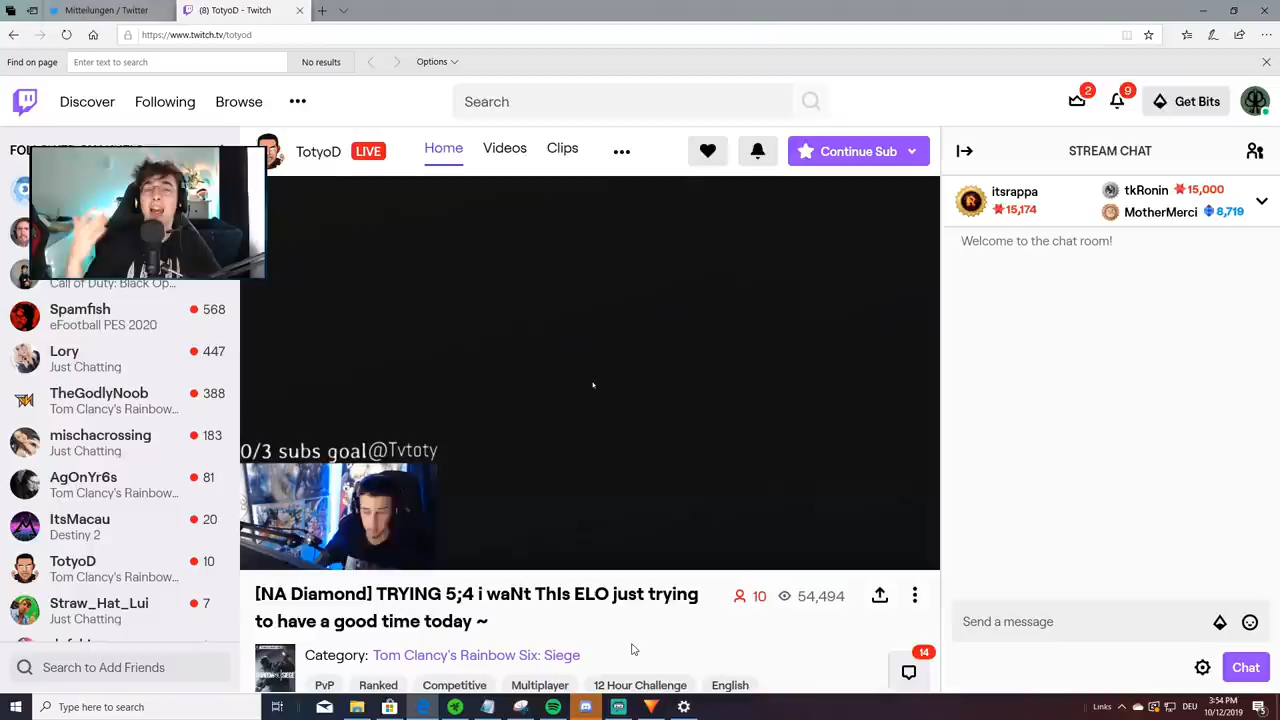 Mitteilungen / Twitter
(8) TotyoD - Twitch
https://www.twitch.tv/totyod
Find on page
Enter text to search
No results
Options
Discover
Following
Browse
Search
2
9
Get Bits
TotyoD
LIVE
Home
Videos
Clips
Continue Sub
STREAM CHAT
itsrappa
15,174
tkRonin 15,000
MotherMerci 8,719
Welcome to the chat room!
Call of Duty: Black Op...
Spamfish 568
eFootball PES 2020
Lory 447
Just Chatting
TheGodlyNoob 388
Tom Clancy's Rainbow...
mischacrossing 183
Just Chatting
AgOnYr6s 81
Tom Clancy's Rainbow...
ItsMacau 20
Destiny 2
TotyoD 10
Tom Clancy's Rainbow...
Straw_Hat_Lui 7
Just Chatting
Search to Add Friends
0/3 subs goal@Tvtoty
[NA Diamond] TRYING 5;4 i waNt ThIs ELO just trying
to have a good time today ~
10 54,494
Category: Tom Clancy's Rainbow Six: Siege
PvP
Ranked
Competitive
Multiplayer
12 Hour Challenge
English
14
Send a message
Chat
Type here to search
Links
DEU
3:54 PM
10/12/2019